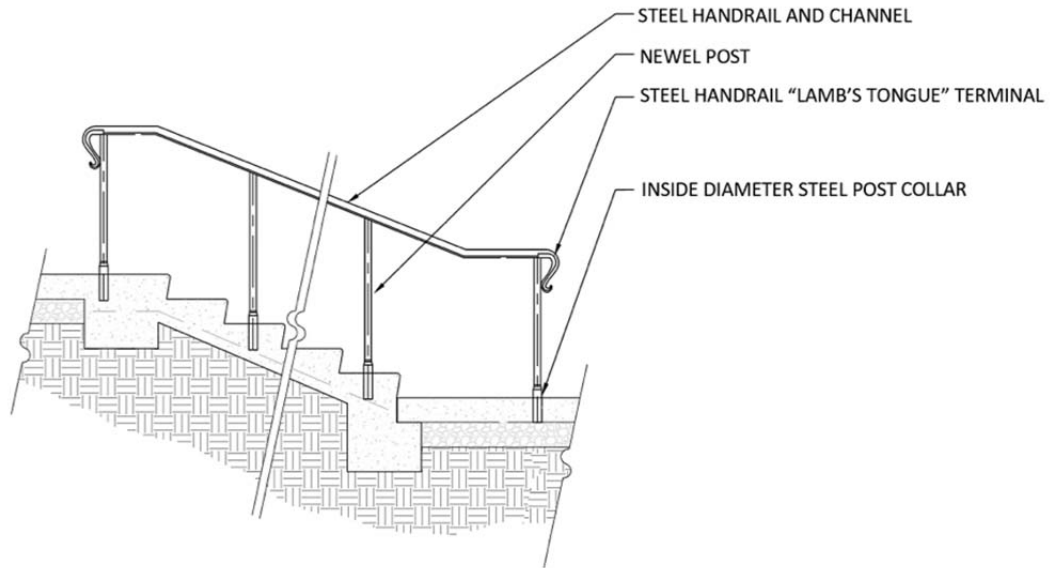 STEEL HANDRAIL AND CHANNEL
NEWEL POST
STEEL HANDRAIL “LAMB’S TONGUE” TERMINAL
INSIDE DIAMETER STEEL POST COLLAR